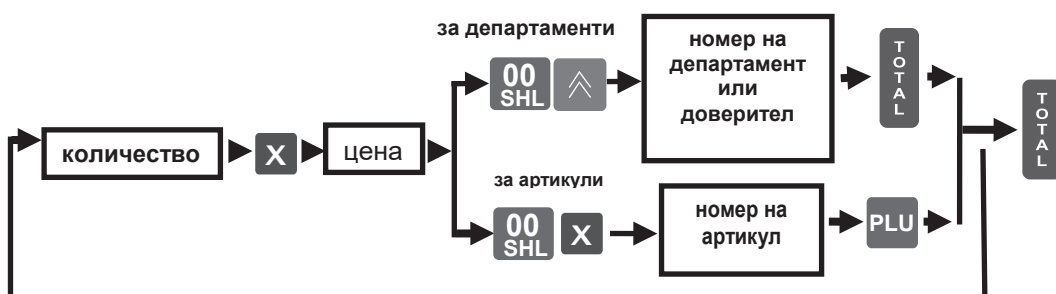 за департаменти
00
SHL
номер на
департамент
или
доверител
TOTAL
TOTAL
количество
X
цена
за артикули
00
SHL
X
номер на
артикул
PLU